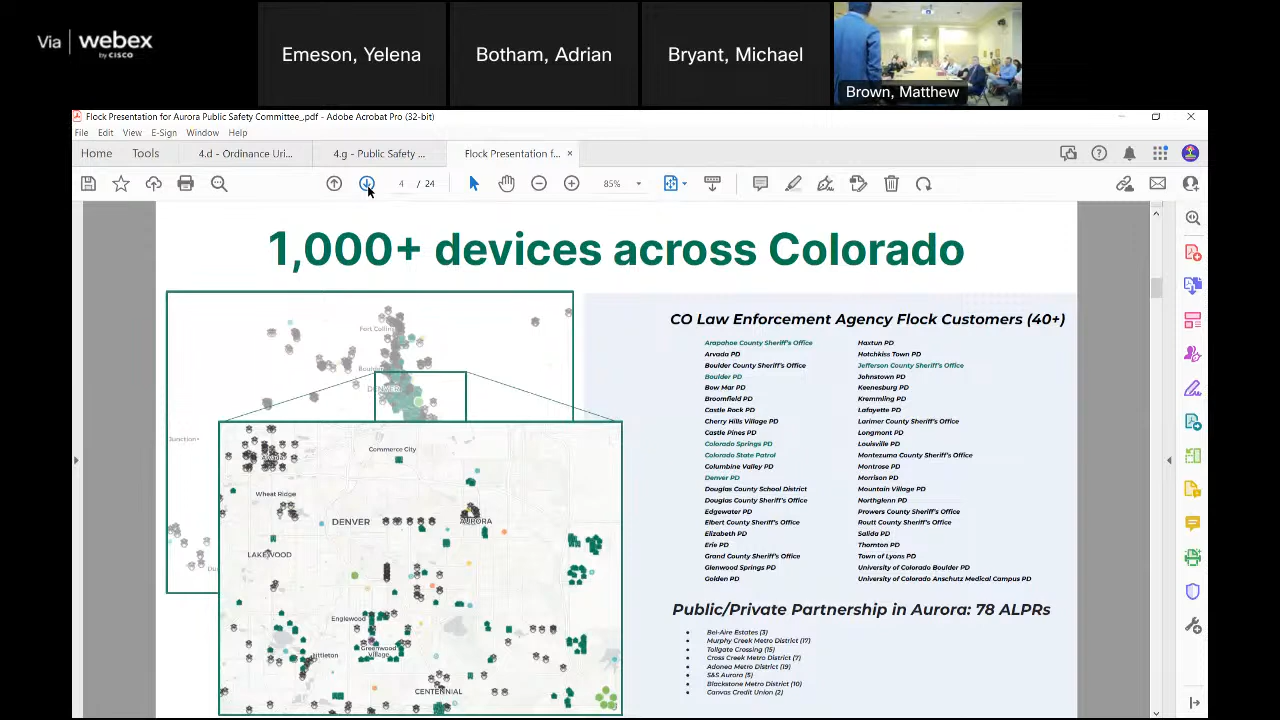 Via | webex
by CISCO
Emeson, Yelena
Botham, Adrian
Bryant, Michael
Brown, Matthew
Flock Presentation for Aurora Public Safety Committee_.pdf - Adobe Acrobat Pro (32-bit)
File Edit View E-Sign Window Help
Home Tools 4.d - Ordinance Uri... 4.g - Public Safety ... Flock Presentation f... ×
4 / 24 85%
1,000+ devices across Colorado
CO Law Enforcement Agency Flock Customers (40+)
Arapahoe County Sheriff's Office
Arvada PD
Boulder County Sheriff's Office
Boulder PD
Bow Mar PD
Broomfield PD
Castle Rock PD
Cherry Hills Village PD
Castle Pines PD
Colorado Springs PD
Colorado State Patrol
Columbine Valley PD
Denver PD
Douglas County School District
Douglas County Sheriff's Office
Edgewater PD
Elbert County Sheriff's Office
Elizabeth PD
Erie PD
Grand County Sheriff's Office
Glenwood Springs PD
Golden PD
Haxtun PD
Hotchkiss Town PD
Jefferson County Sheriff's Office
Johnstown PD
Keenesburg PD
Kremmling PD
Lafayette PD
Larimer County Sheriff's Office
Longmont PD
Louisville PD
Montezuma County Sheriff's Office
Montrose PD
Morrison PD
Mountain Village PD
Northglenn PD
Prowers County Sheriff's Office
Routt County Sheriff's Office
Salida PD
Thornton PD
Town of Lyons PD
University of Colorado Boulder PD
University of Colorado Anschutz Medical Campus PD
Public/Private Partnership in Aurora: 78 ALPRs
• Bel-Aire Estates (3)
• Murphy Creek Metro District (17)
• Tollgate Crossing (15)
• Cross Creek Metro District (7)
• Adonea Metro District (19)
• S&S Aurora (5)
• Blackstone Metro District (10)
• Canvas Credit Union (2)
Fort Collins
DENVER
Junction
Commerce City
Wheat Ridge
DENVER
AURORA
LAKEWOOD
Englewood
Greenwood
Village
CENTENNIAL